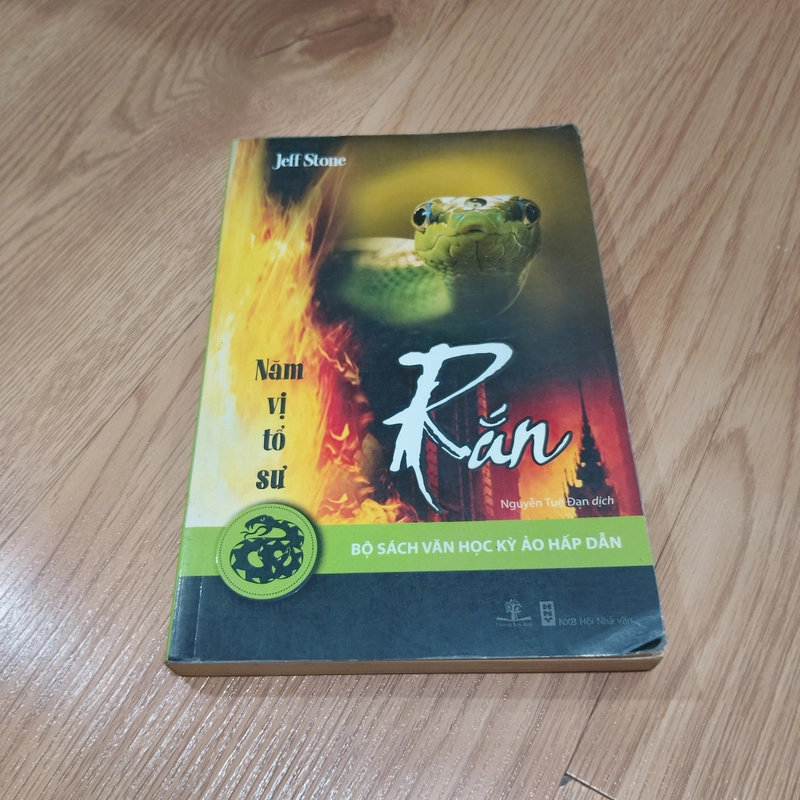 Jeff Stone
Năm
vị
tổ
sư
Rắn
Nguyễn Tuệ Đan dịch
BỘ SÁCH VĂN HỌC KỲ ẢO HẤP DẪN
NXB Hội Nhà văn